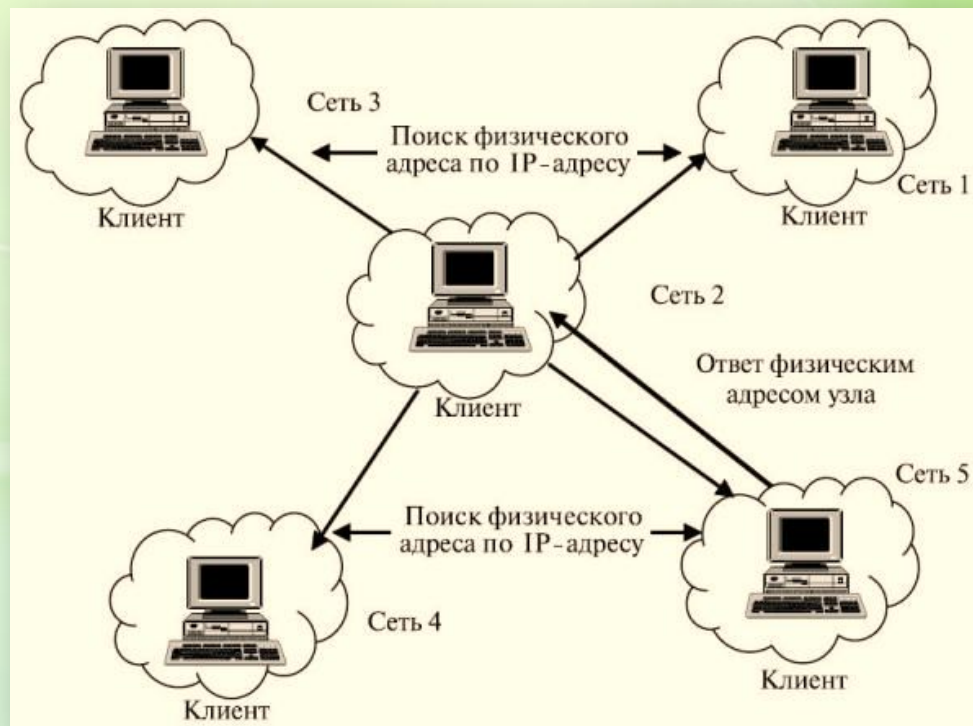 Сеть 3
Поиск физического
адреса по IP-адресу
Сеть 1
Клиент
Клиент
Сеть 2
Ответ физическим
адресом узла
Клиент
Сеть 5
Поиск физического
адреса по IP-адресу
Сеть 4
Клиент
Клиент